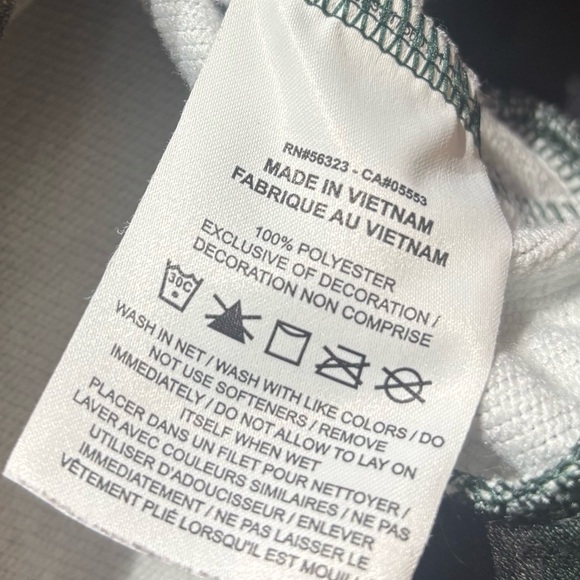 RN#56323 - CA#05553
MADE IN VIETNAM
FABRIQUE AU VIETNAM
100% POLYESTER
EXCLUSIVE OF DECORATION /
DECORATION NON COMPRISE
30C
WASH IN NET / WASH WITH LIKE COLORS / DO
NOT USE SOFTENERS / REMOVE
IMMEDIATELY / DO NOT ALLOW TO LAY ON
ITSELF WHEN WET
PLACER DANS UN FILET POUR NETTOYER /
LAVER AVEC COULEURS SIMILAIRES / NE PAS
UTILISER D'ADOUCISSEUR / ENLEVER
IMMEDIATEMENT / NE PAS LAISSER LE
VÊTEMENT PLIÉ LORSQU'IL EST MOUILLÉ